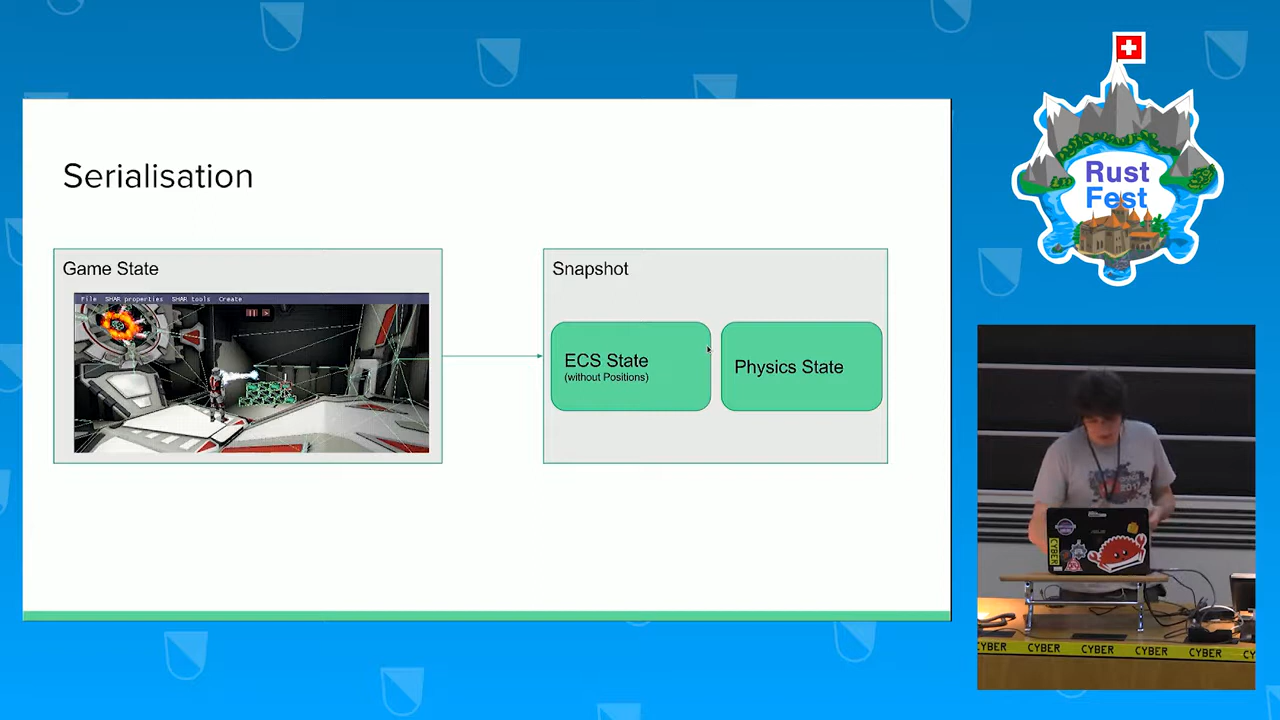 Serialisation
Game State
File SHAR properties SHAR tools Create
Snapshot
ECS State
(without Positions)
Physics State
Rust
Fest
CYBER
CYBER CYBER CYBER CYBER CYBER